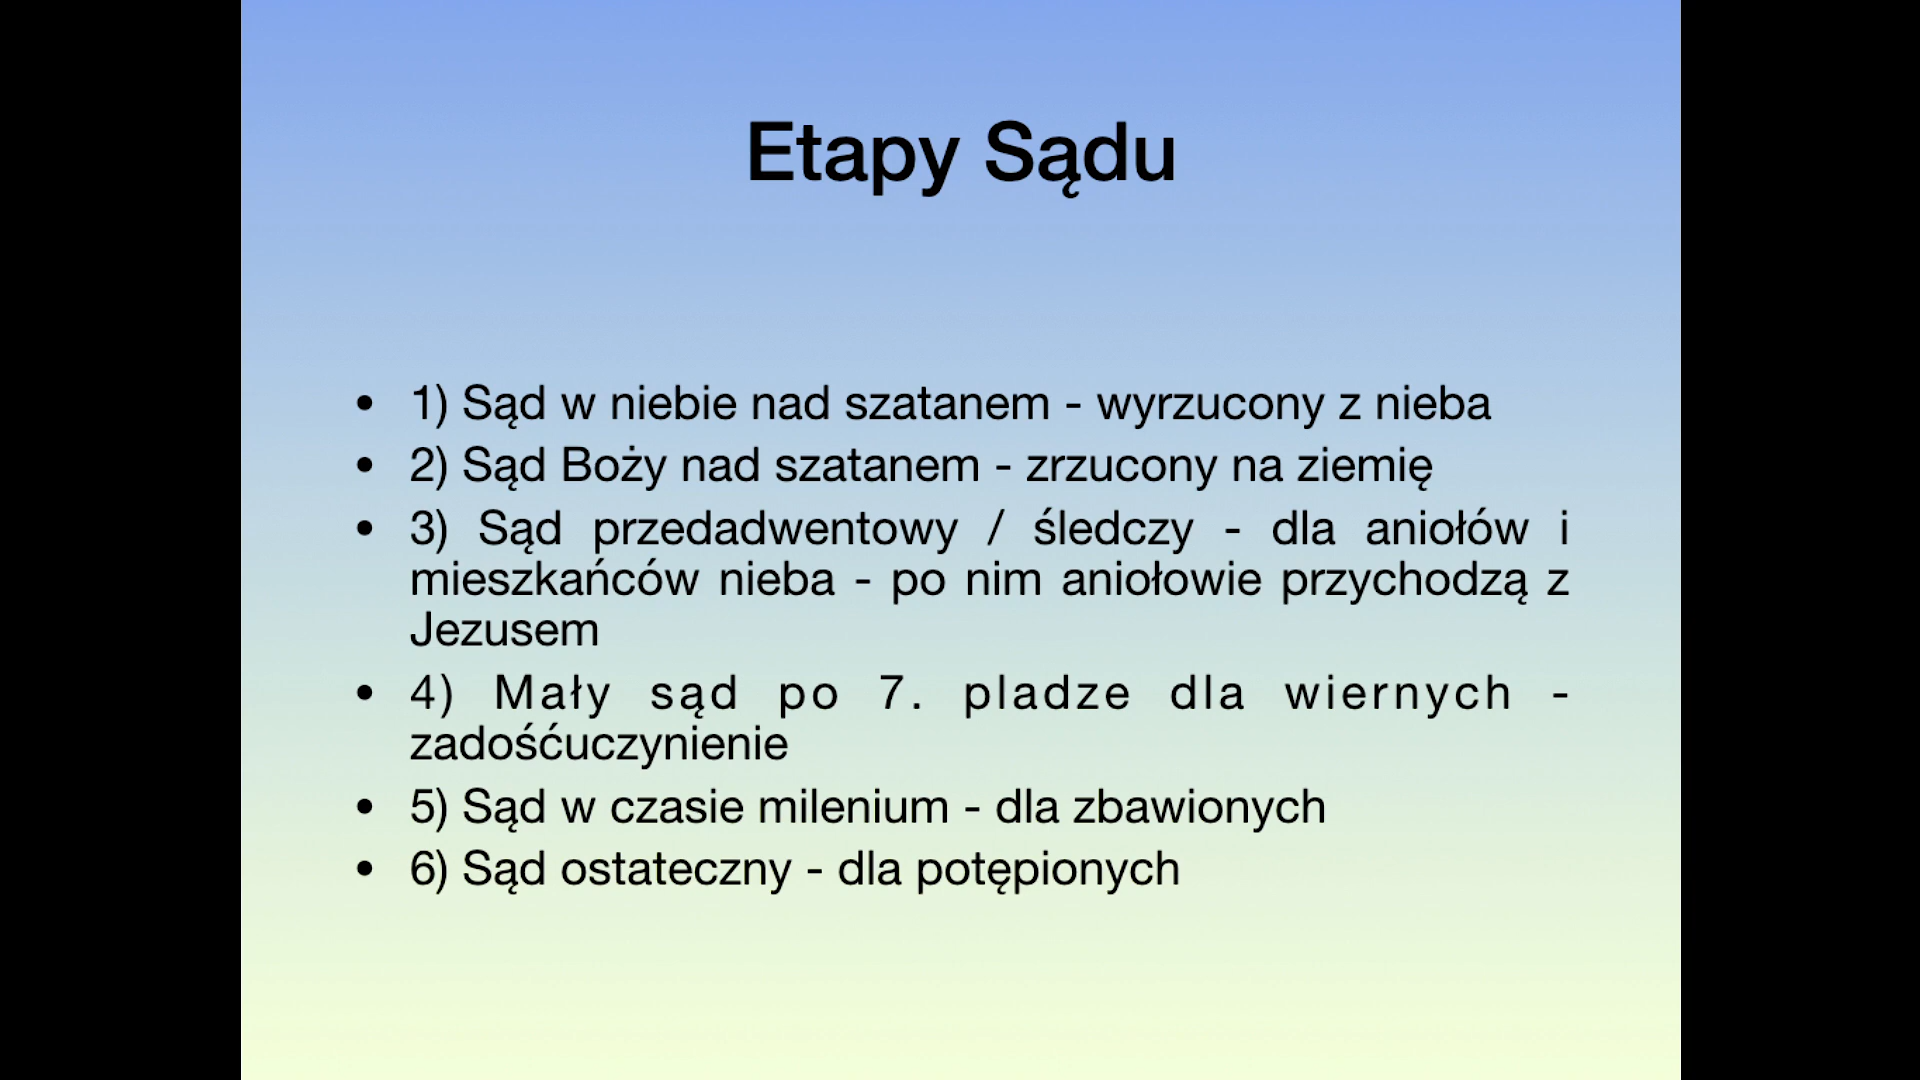 Etapy Sądu
• 1) Sąd w niebie nad szatanem - wyrzucony z nieba
• 2) Sąd Boży nad szatanem - zrzucony na ziemię
• 3) Sąd przedadwentowy / śledczy - dla aniołów i
mieszkańców nieba - po nim aniołowie przychodzą z
Jezusem
• 4) Mały sąd po 7. pladze dla wiernych -
zadośćuczynienie
• 5) Sąd w czasie milenium - dla zbawionych
• 6) Sąd ostateczny - dla potępionych